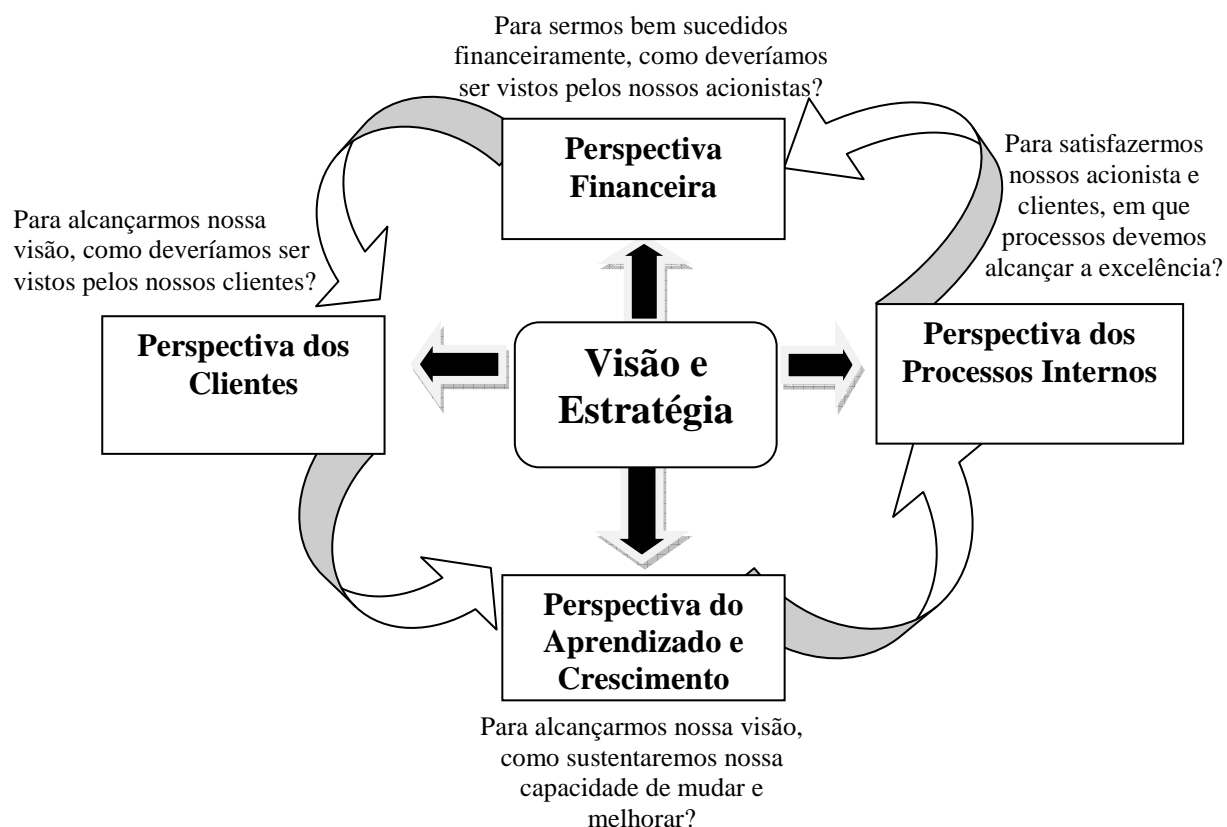 Para sermos bem sucedidos
financeiramente, como deveríamos
ser vistos pelos nossos acionistas?
Perspectiva
Financeira
Para satisfazermos
nossos acionista e
clientes, em que
processos devemos
alcançar a excelência?
Para alcançarmos nossa
visão, como deveríamos ser
vistos pelos nossos clientes?
Perspectiva dos
Clientes
Visão e
Estratégia
Perspectiva dos
Processos Internos
Perspectiva do
Aprendizado e
Crescimento
Para alcançarmos nossa visão,
como sustentaremos nossa
capacidade de mudar e
melhorar?